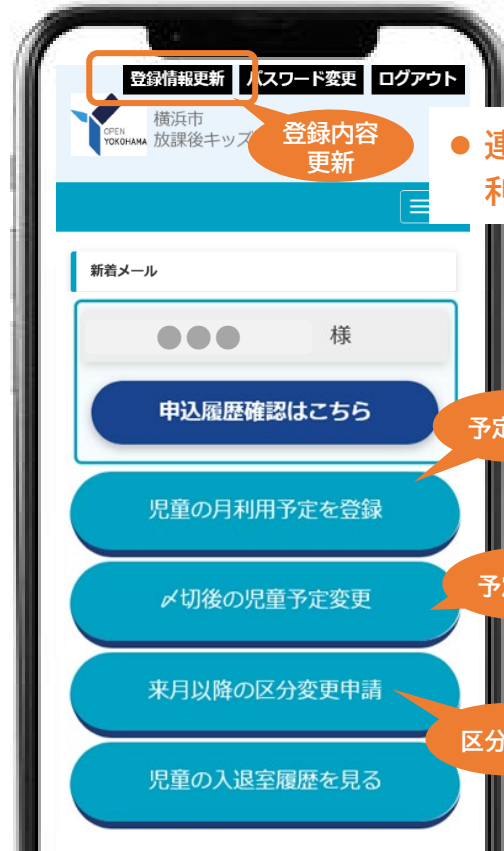 登録情報更新 パスワード変更 ログアウト
OPEN
YOKOHAMA
横浜市
放課後キッズ
登録内容
更新
新着メール
●●● 様
申込履歴確認はこちら
予定
児童の月利用予定を登録
〆切後の児童予定変更
来月以降の区分変更申請
区分
児童の入退室履歴を見る